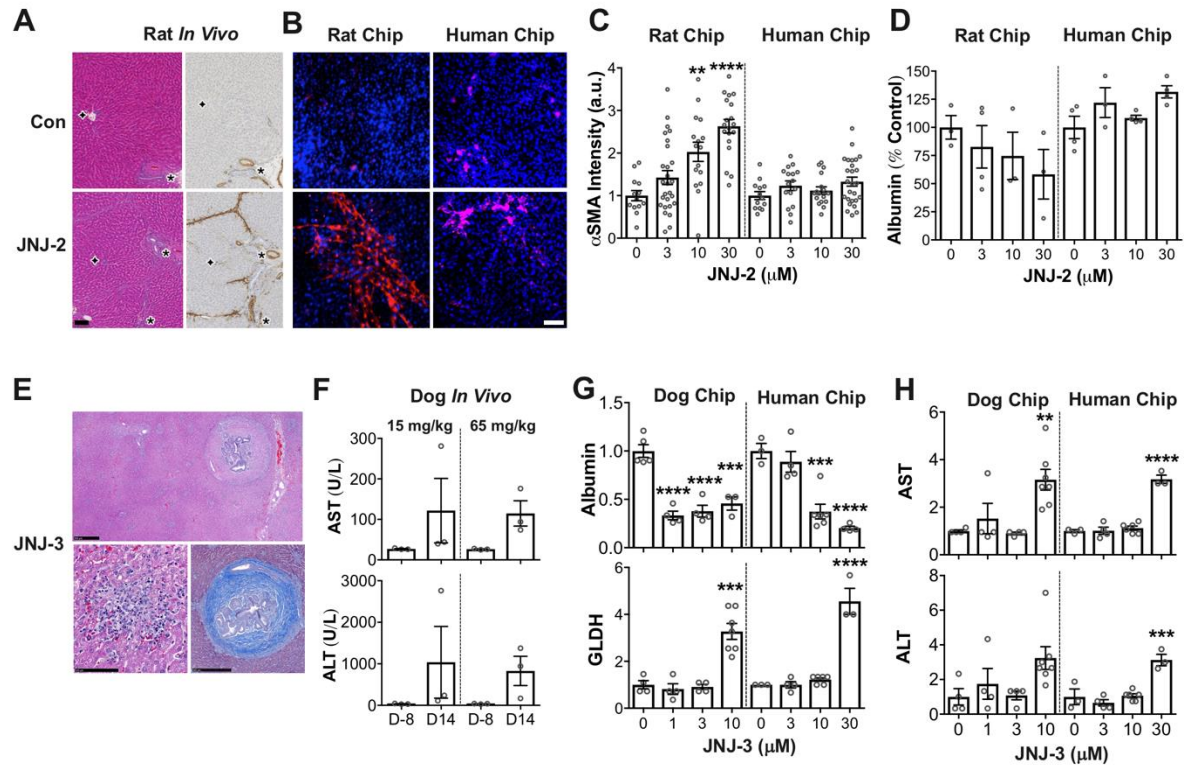 A
Rat In Vivo
Con
JNJ-2
B
Rat Chip Human Chip
C
Rat Chip Human Chip
** ****
αSMA Intensity (a.u.)
4
3
2
1
0
0 3 10 30 0 3 10 30
JNJ-2 (μM)
D
Rat Chip Human Chip
Albumin (% Control)
150
125
100
75
50
25
0
0 3 10 30 0 3 10 30
JNJ-2 (μM)
E
JNJ-3
F
Dog In Vivo
15 mg/kg 65 mg/kg
AST (U/L)
300
200
100
0
ALT (U/L)
3000
2000
1000
0
D-8 D14 D-8 D14
G
Dog Chip Human Chip
Albumin
1.5
1.0
0.5
0.0
**** **** *** *** ****
GLDH
6
4
2
0
*** ****
0 1 3 10 0 3 10 30
JNJ-3 (μM)
H
Dog Chip Human Chip
AST
6
4
2
0
** ****
ALT
8
6
4
2
0
***
0 1 3 10 0 3 10 30
JNJ-3 (μM)